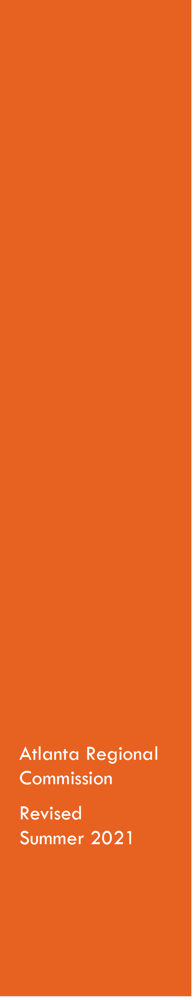 Atlanta Regional
Commission
Revised
Summer 2021